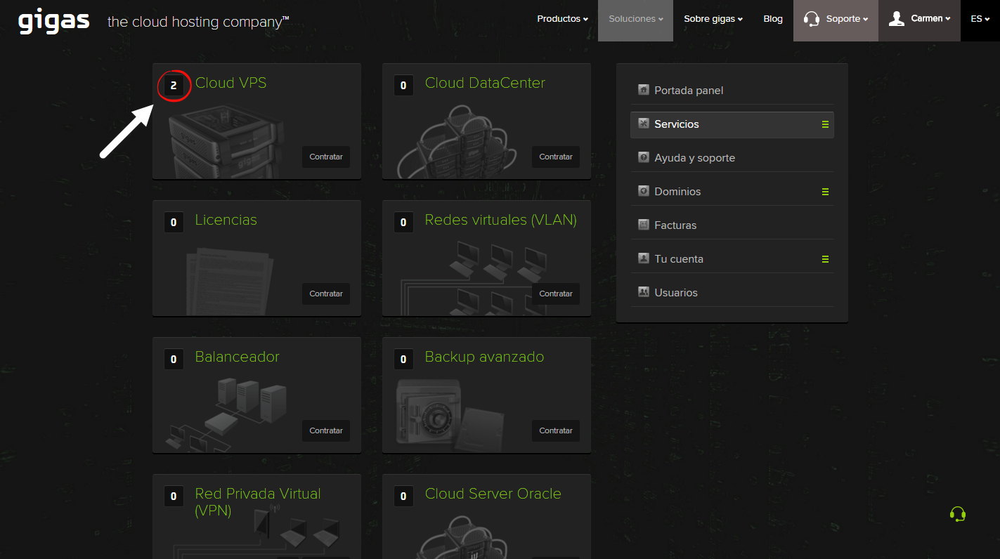 gigas
the cloud hosting company™
Productos
Soluciones
Sobre gigas
Blog
Soporte
Carmen
ES
2
Cloud VPS
gigas
Contratar
0
Cloud DataCenter
Contratar
0
Licencias
Contratar
0
Redes virtuales (VLAN)
Contratar
0
Balanceador
Contratar
0
Backup avanzado
Contratar
0
Red Privada Virtual
(VPN)
0
Cloud Server Oracle
Portada panel
Servicios
Ayuda y soporte
Dominios
Facturas
Tu cuenta
Usuarios